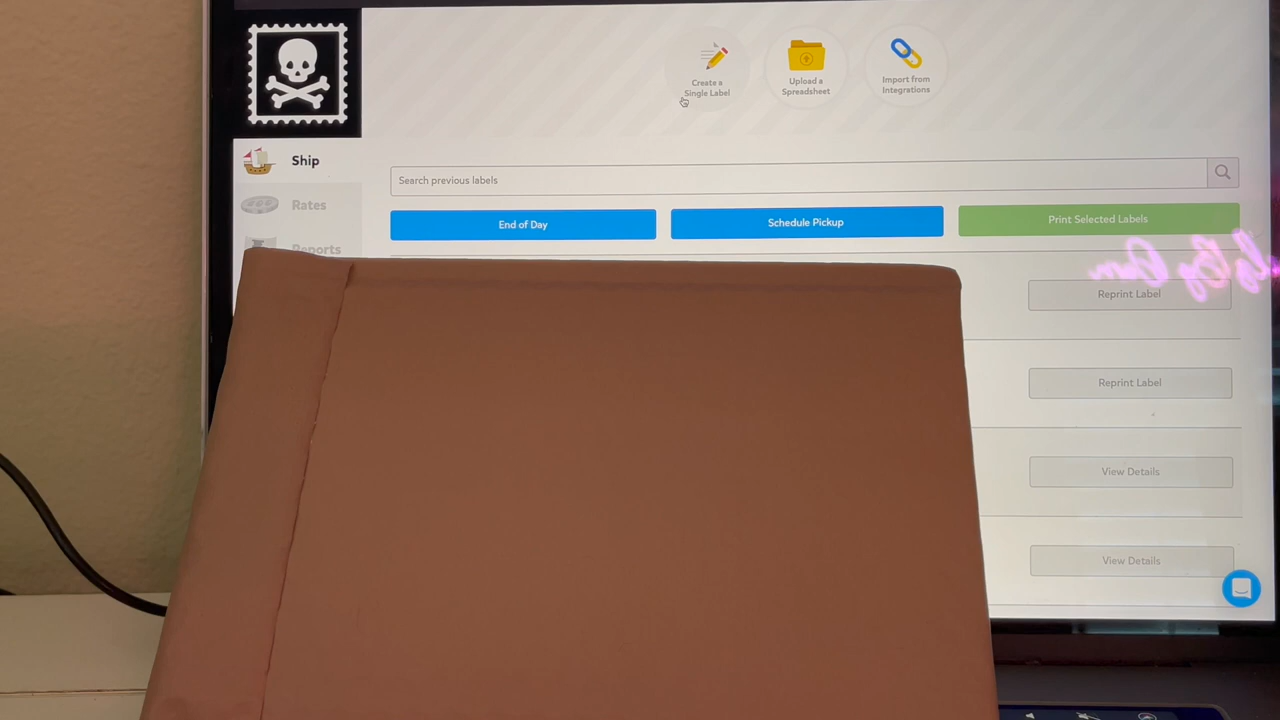 Create a
Single Label
Upload a
Spreadsheet
Import from
Integrations
Ship
Rates
Reports
Search previous labels
End of Day
Schedule Pickup
Print Selected Labels
Reprint Label
Reprint Label
View Details
View Details